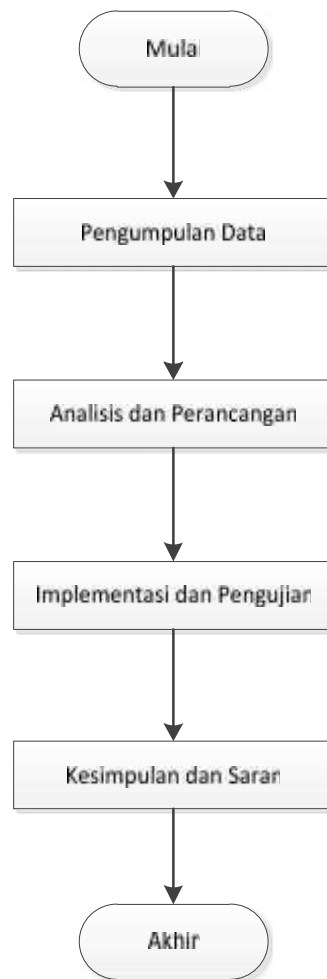 Mulai
Pengumpulan Data
Analisis dan Perancangan
Implementasi dan Pengujian
Kesimpulan dan Saran
Akhir